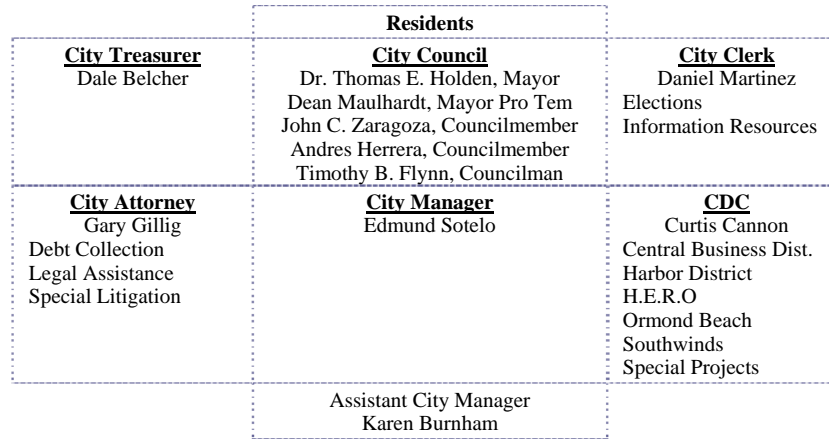 Residents
City Treasurer
Dale Belcher
City Council
Dr. Thomas E. Holden, Mayor
Dean Maulhardt, Mayor Pro Tem
John C. Zaragoza, Councilmember
Andres Herrera, Councilmember
Timothy B. Flynn, Councilman
City Clerk
Daniel Martinez
Elections
Information Resources
City Attorney
Gary Gillig
Debt Collection
Legal Assistance
Special Litigation
City Manager
Edmund Sotelo
CDC
Curtis Cannon
Central Business Dist.
Harbor District
H.E.R.O
Ormond Beach
Southwinds
Special Projects
Assistant City Manager
Karen Burnham